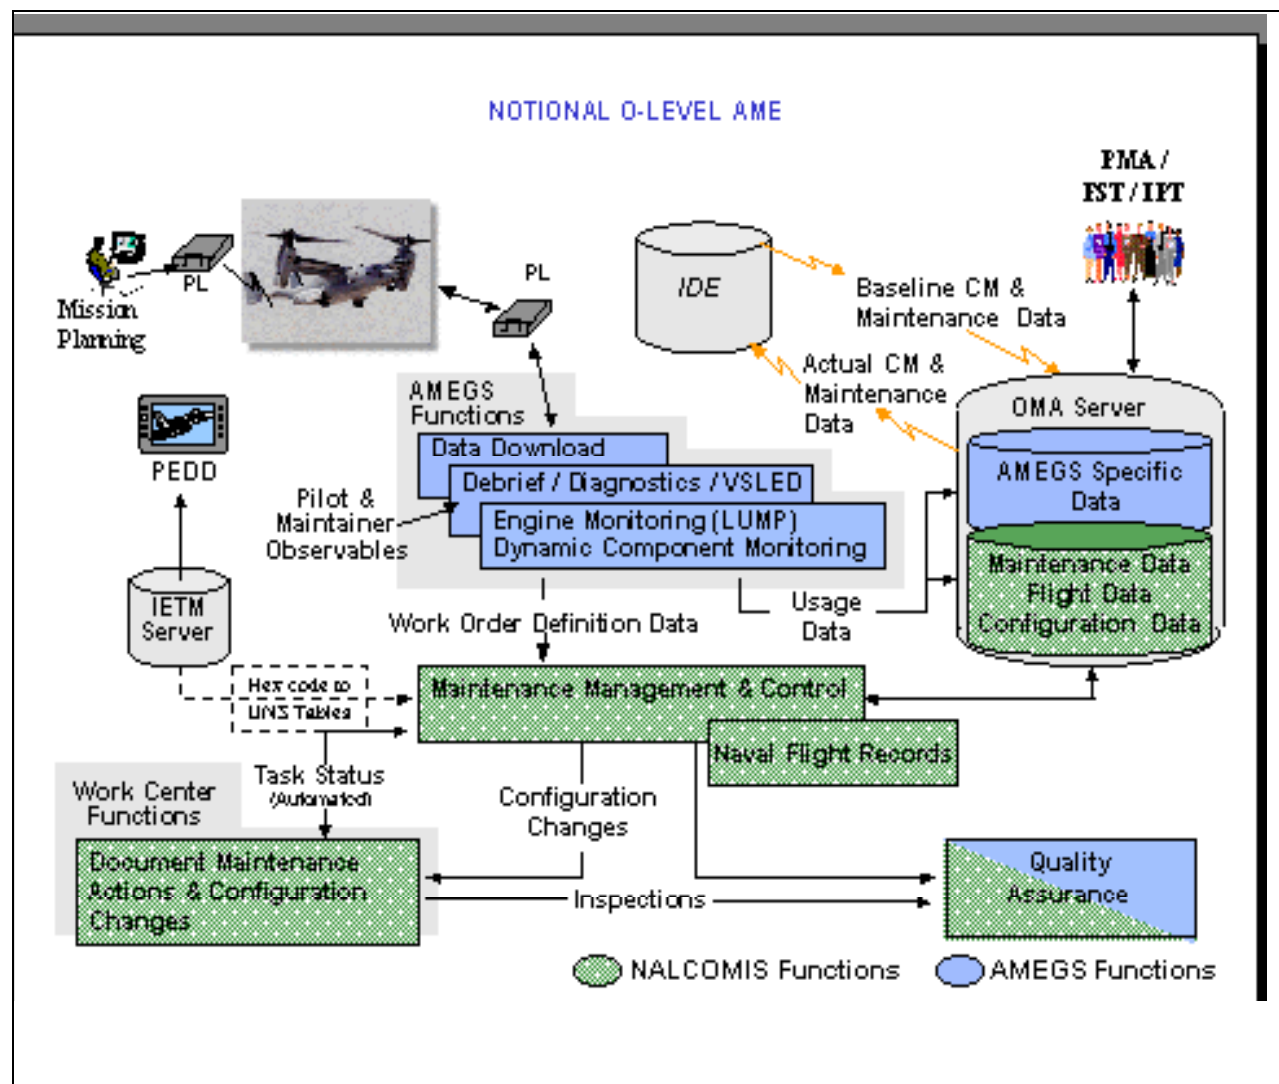 NOTIONAL O-LEVEL AME
PMA /
FST / IPT
PL
Mission
Planning
PL
IDE
Baseline CM &
Maintenance Data
Actual CM &
Maintenance
Data
AMEGS
Functions
OMA Server
Data Download
Debrief / Diagnostics / VSLED
Engine Monitoring (LUMP)
Dynamic Component Monitoring
AMEGS Specific
Data
PEDD
Pilot &
Maintainer
Observables
Maintenance Data
Flight Data
Configuration Data
IETM
Server
Usage
Data
Work Order Definition Data
Hex code to
UNS Tables
Maintenance Management & Control
Naval Flight Records
Task Status
(Automated)
Work Center
Functions
Configuration
Changes
Document Maintenance
Actions & Configuration
Changes
Inspections
Quality
Assurance
NALCOMIS Functions
AMEGS Functions